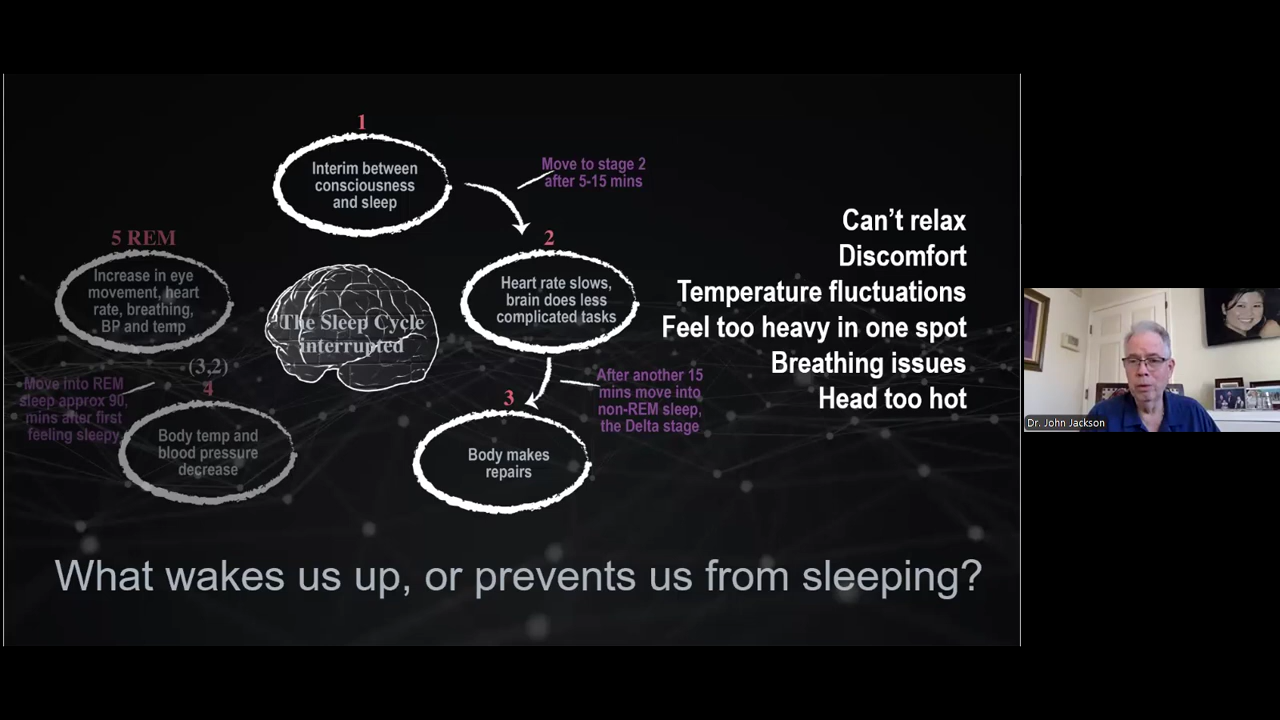 1
Interim between
consciousness
and sleep
Move to stage 2
after 5-15 mins
2
Heart rate slows,
brain does less
complicated tasks
After another 15
mins move into
non-REM sleep,
the Delta stage
3
Body makes
repairs
(3,2)
4
Body temp and
blood pressure
decrease
Move into REM
sleep approx 90,
mins after first
feeling sleepy
5 REM
Increase in eye
movement, heart
rate, breathing,
BP and temp
The Sleep Cycle
interrupted
Can’t relax
Discomfort
Temperature fluctuations
Feel too heavy in one spot
Breathing issues
Head too hot
What wakes us up, or prevents us from sleeping?
Dr. John Jackson